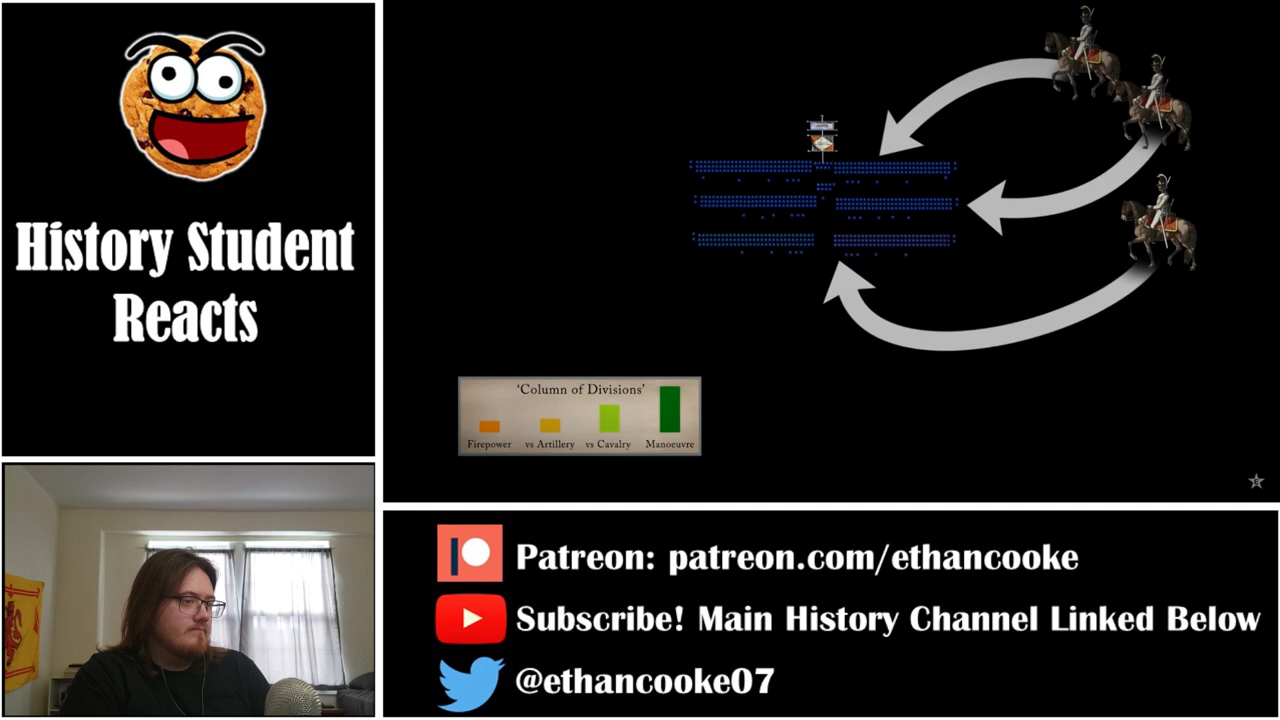 History Student
Reacts
'Column of Divisions'
Firepower vs Artillery vs Cavalry Manoeuvre
Patreon: patreon.com/ethancooke
Subscribe! Main History Channel Linked Below
@ethancooke07